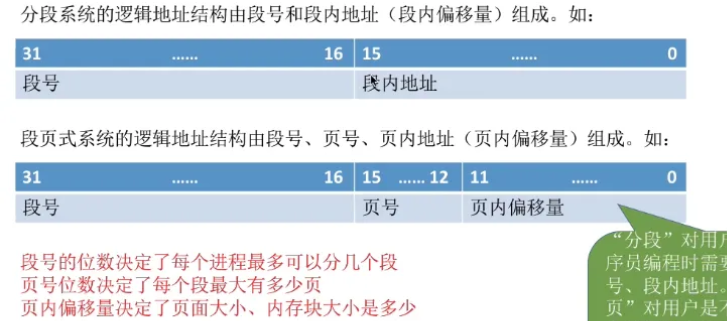 分段系统的逻辑地址结构由段号和段内地址（段内偏移量）组成。如：
31 …… 16 15 …… 0
段号 段内地址
段页式系统的逻辑地址结构由段号、页号、页内地址（页内偏移量）组成。如：
31 …… 16 15 …… 12 11 …… 0
段号 页号 页内偏移量
段号的位数决定了每个进程最多可以分几个段
页号位数决定了每个段最大有多少页
页内偏移量决定了页面大小、内存块大小是多少
“分段”对用户
序员编程时需要
号、段内地址。
页”对用户是不